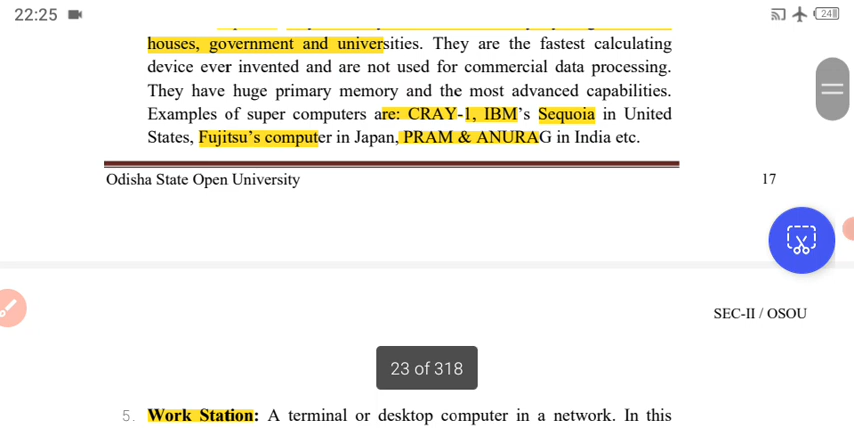 22:25
24
houses, government and universities. They are the fastest calculating
device ever invented and are not used for commercial data processing.
They have huge primary memory and the most advanced capabilities.
Examples of super computers are: CRAY-1, IBM's Sequoia in United
States, Fujitsu's computer in Japan, PRAM & ANURAG in India etc.
Odisha State Open University 17
SEC-II / OSOU
23 of 318
5. Work Station: A terminal or desktop computer in a network. In this